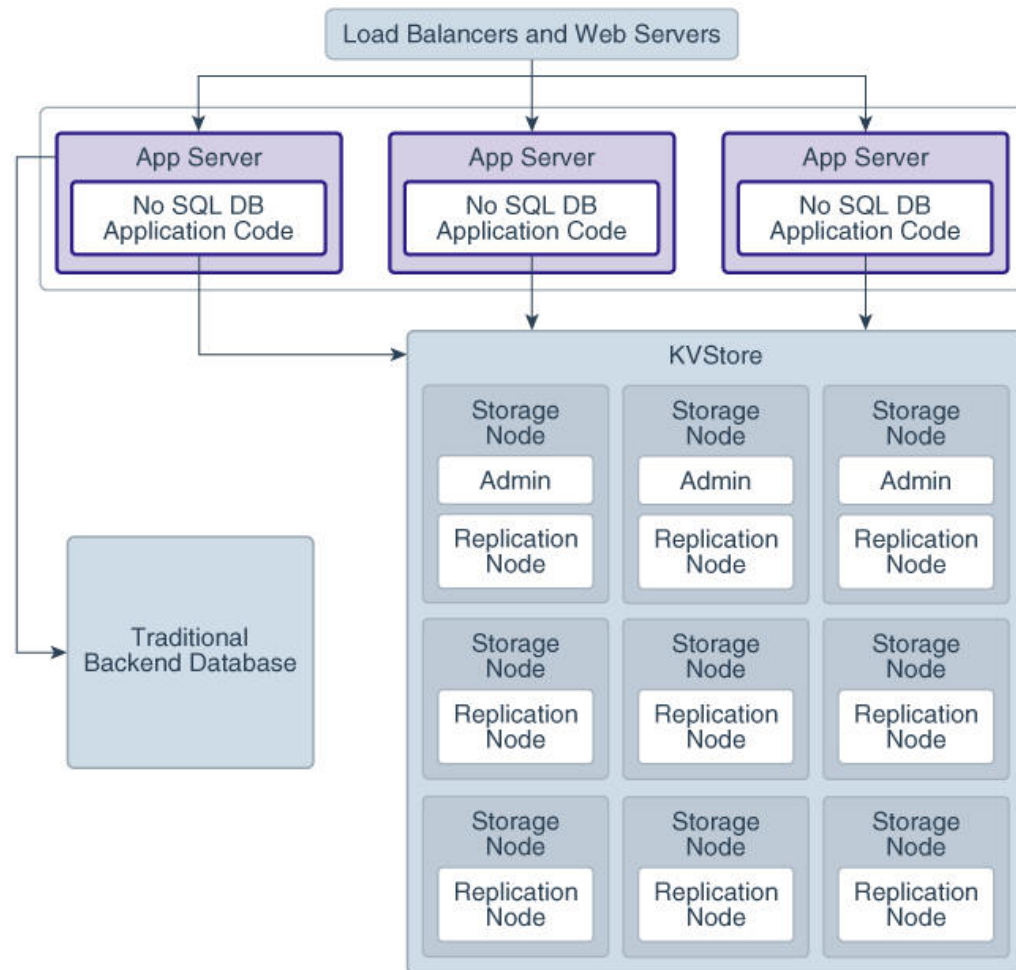 Load Balancers and Web Servers
App Server
No SQL DB
Application Code
App Server
No SQL DB
Application Code
App Server
No SQL DB
Application Code
KVStore
Storage
Node
Admin
Replication
Node
Storage
Node
Admin
Replication
Node
Storage
Node
Admin
Replication
Node
Traditional
Backend Database
Storage
Node
Replication
Node
Storage
Node
Replication
Node
Storage
Node
Replication
Node
Storage
Node
Replication
Node
Storage
Node
Replication
Node
Storage
Node
Replication
Node